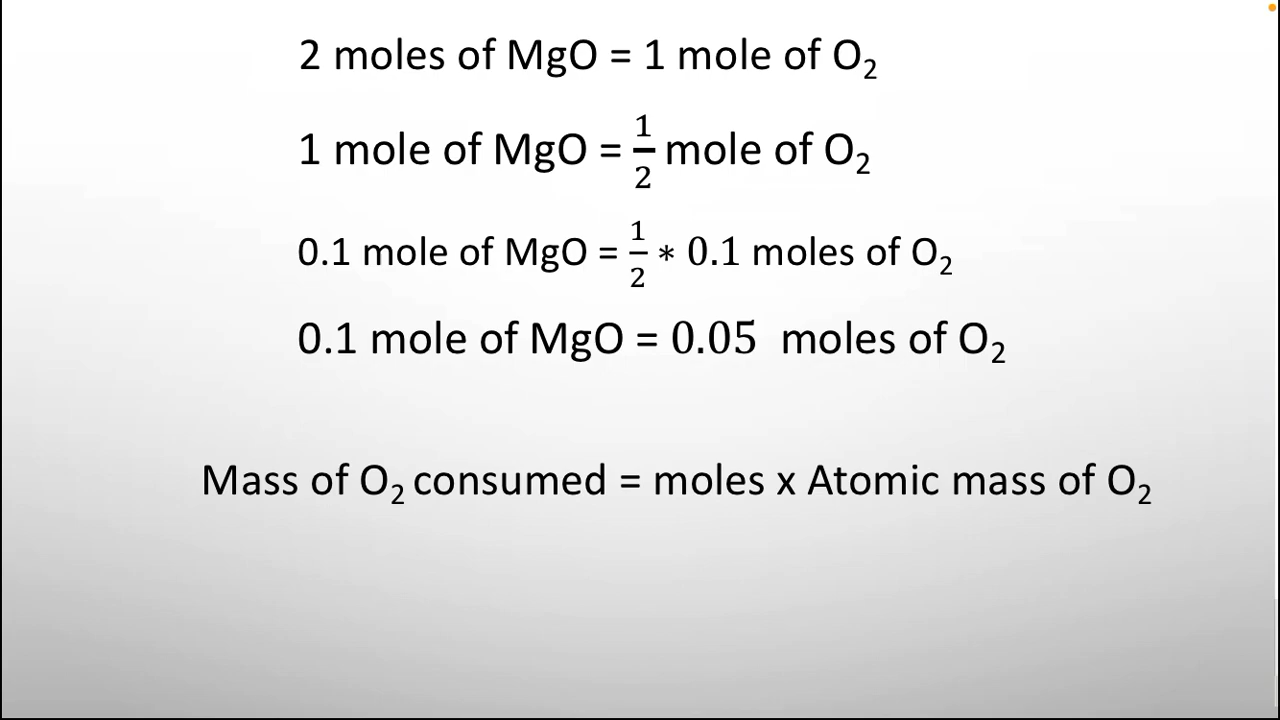 2 moles of MgO = 1 mole of O₂
1 mole of MgO = 1/2 mole of O₂
0.1 mole of MgO = 1/2 * 0.1 moles of O₂
0.1 mole of MgO = 0.05 moles of O₂
Mass of O₂ consumed = moles x Atomic mass of O₂